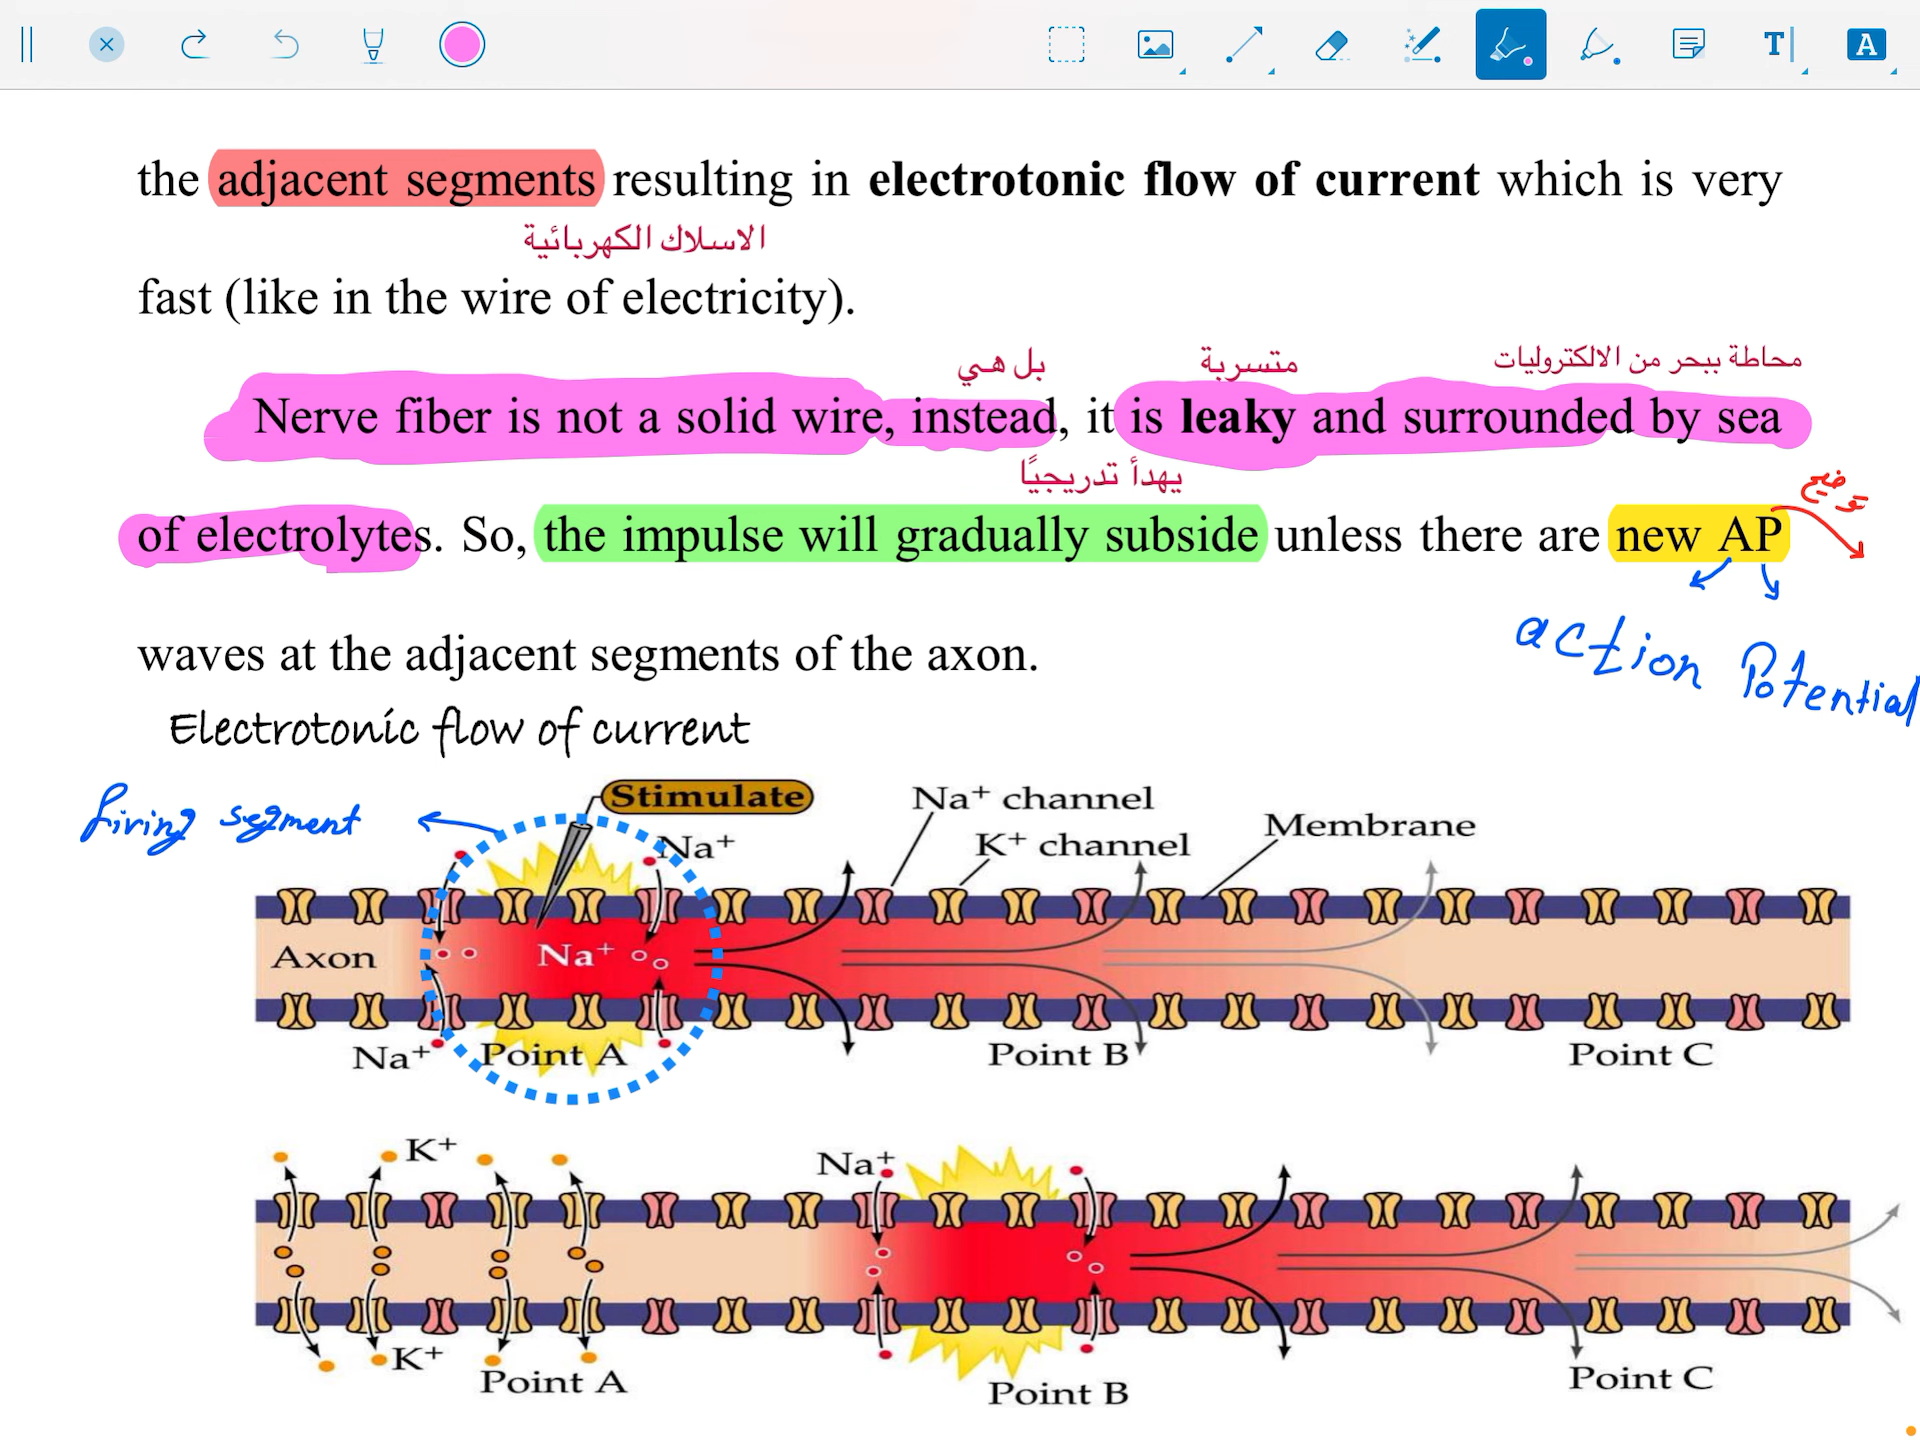 the adjacent segments resulting in electrotonic flow of current which is very
الاسلاك الكهربائية
fast (like in the wire of electricity).
محاطة ببحر من الالكتروليات
متسربة
بل هي
Nerve fiber is not a solid wire, instead, it is leaky and surrounded by sea
يهدأ تدريجيًا
توضيح
of electrolytes. So, the impulse will gradually subside unless there are new AP
action Potential
waves at the adjacent segments of the axon.
Electrotonic flow of current
firing segment
Stimulate
Na+ channel
K+ channel
Membrane
Na+
Axon
Na+
Na+
Point A
Point B
Point C
K+
Na+
K+
Point A
Point B
Point C
T
A